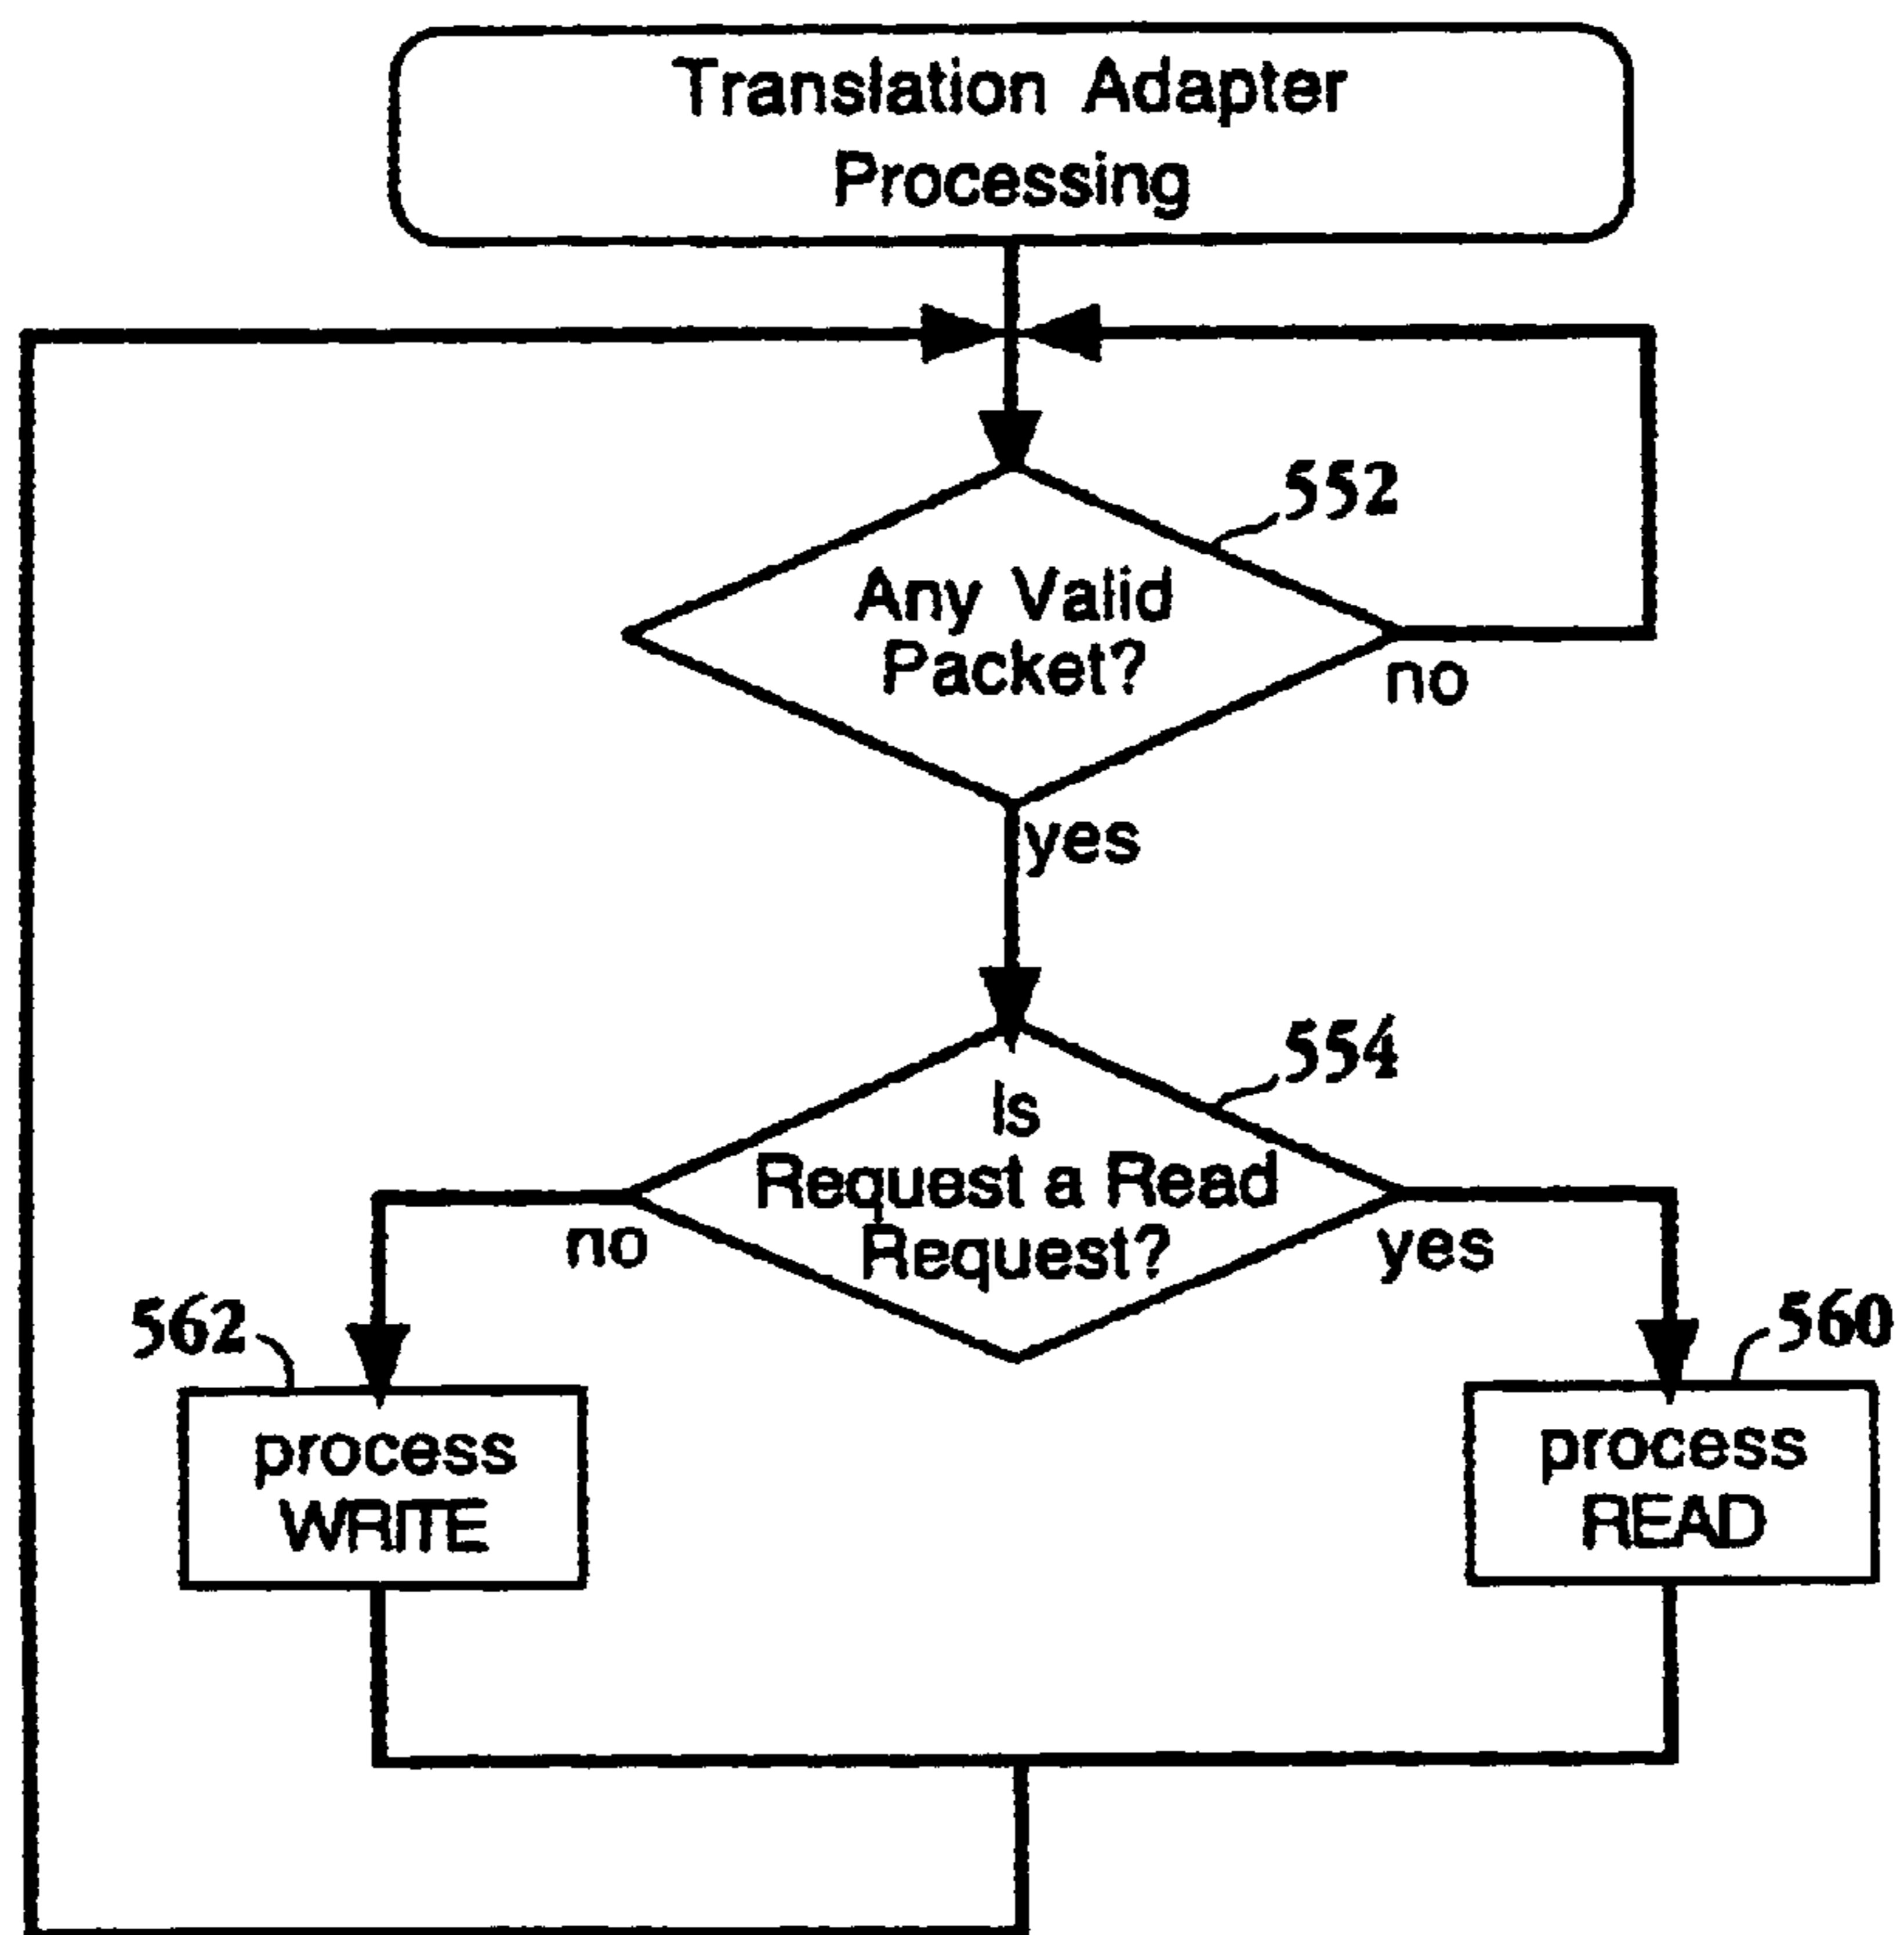 Translation Adapter
Processing
552
Any Valid
Packet?
no
yes
554
Is
Request a Read
Request?
no
yes
562
560
process
WRITE
process
READ